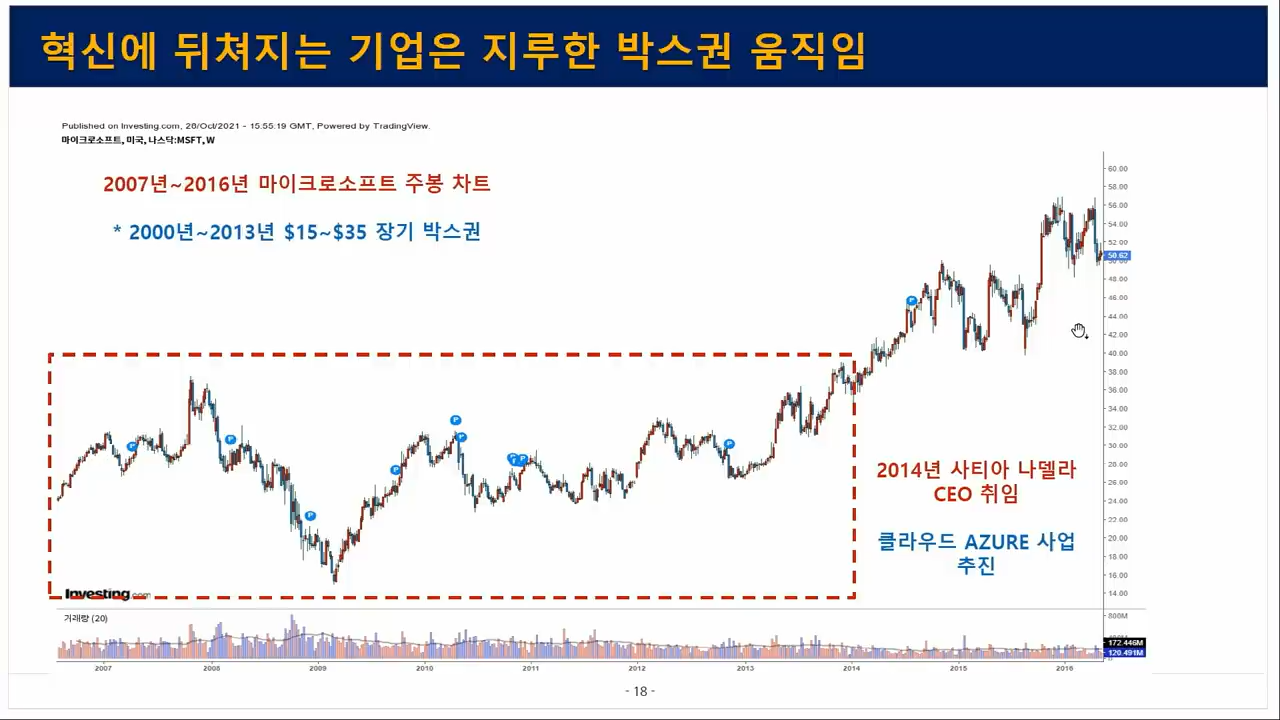 혁신에 뒤쳐지는 기업은 지루한 박스권 움직임
Published on Investing.com, 26/Oct/2021 - 15:55:19 GMT, Powered by TradingView.
마이크로소프트, 미국, 나스닥:MSFT, W
2007년~2016년 마이크로소프트 주봉 차트
* 2000년~2013년 $15~$35 장기 박스권
60.00
58.00
56.00
54.00
52.00
50.62
50.00
48.00
46.00
44.00
42.00
40.00
38.00
36.00
34.00
32.00
30.00
28.00
26.00
24.00
22.00
20.00
18.00
16.00
14.00
2014년 사티아 나델라
CEO 취임
클라우드 AZURE 사업
추진
Investing.com
거래량 (20)
800M
172.446M
120.491M
2007 2008 2009 2010 2011 2012 2013 2014 2015 2016
- 18 -